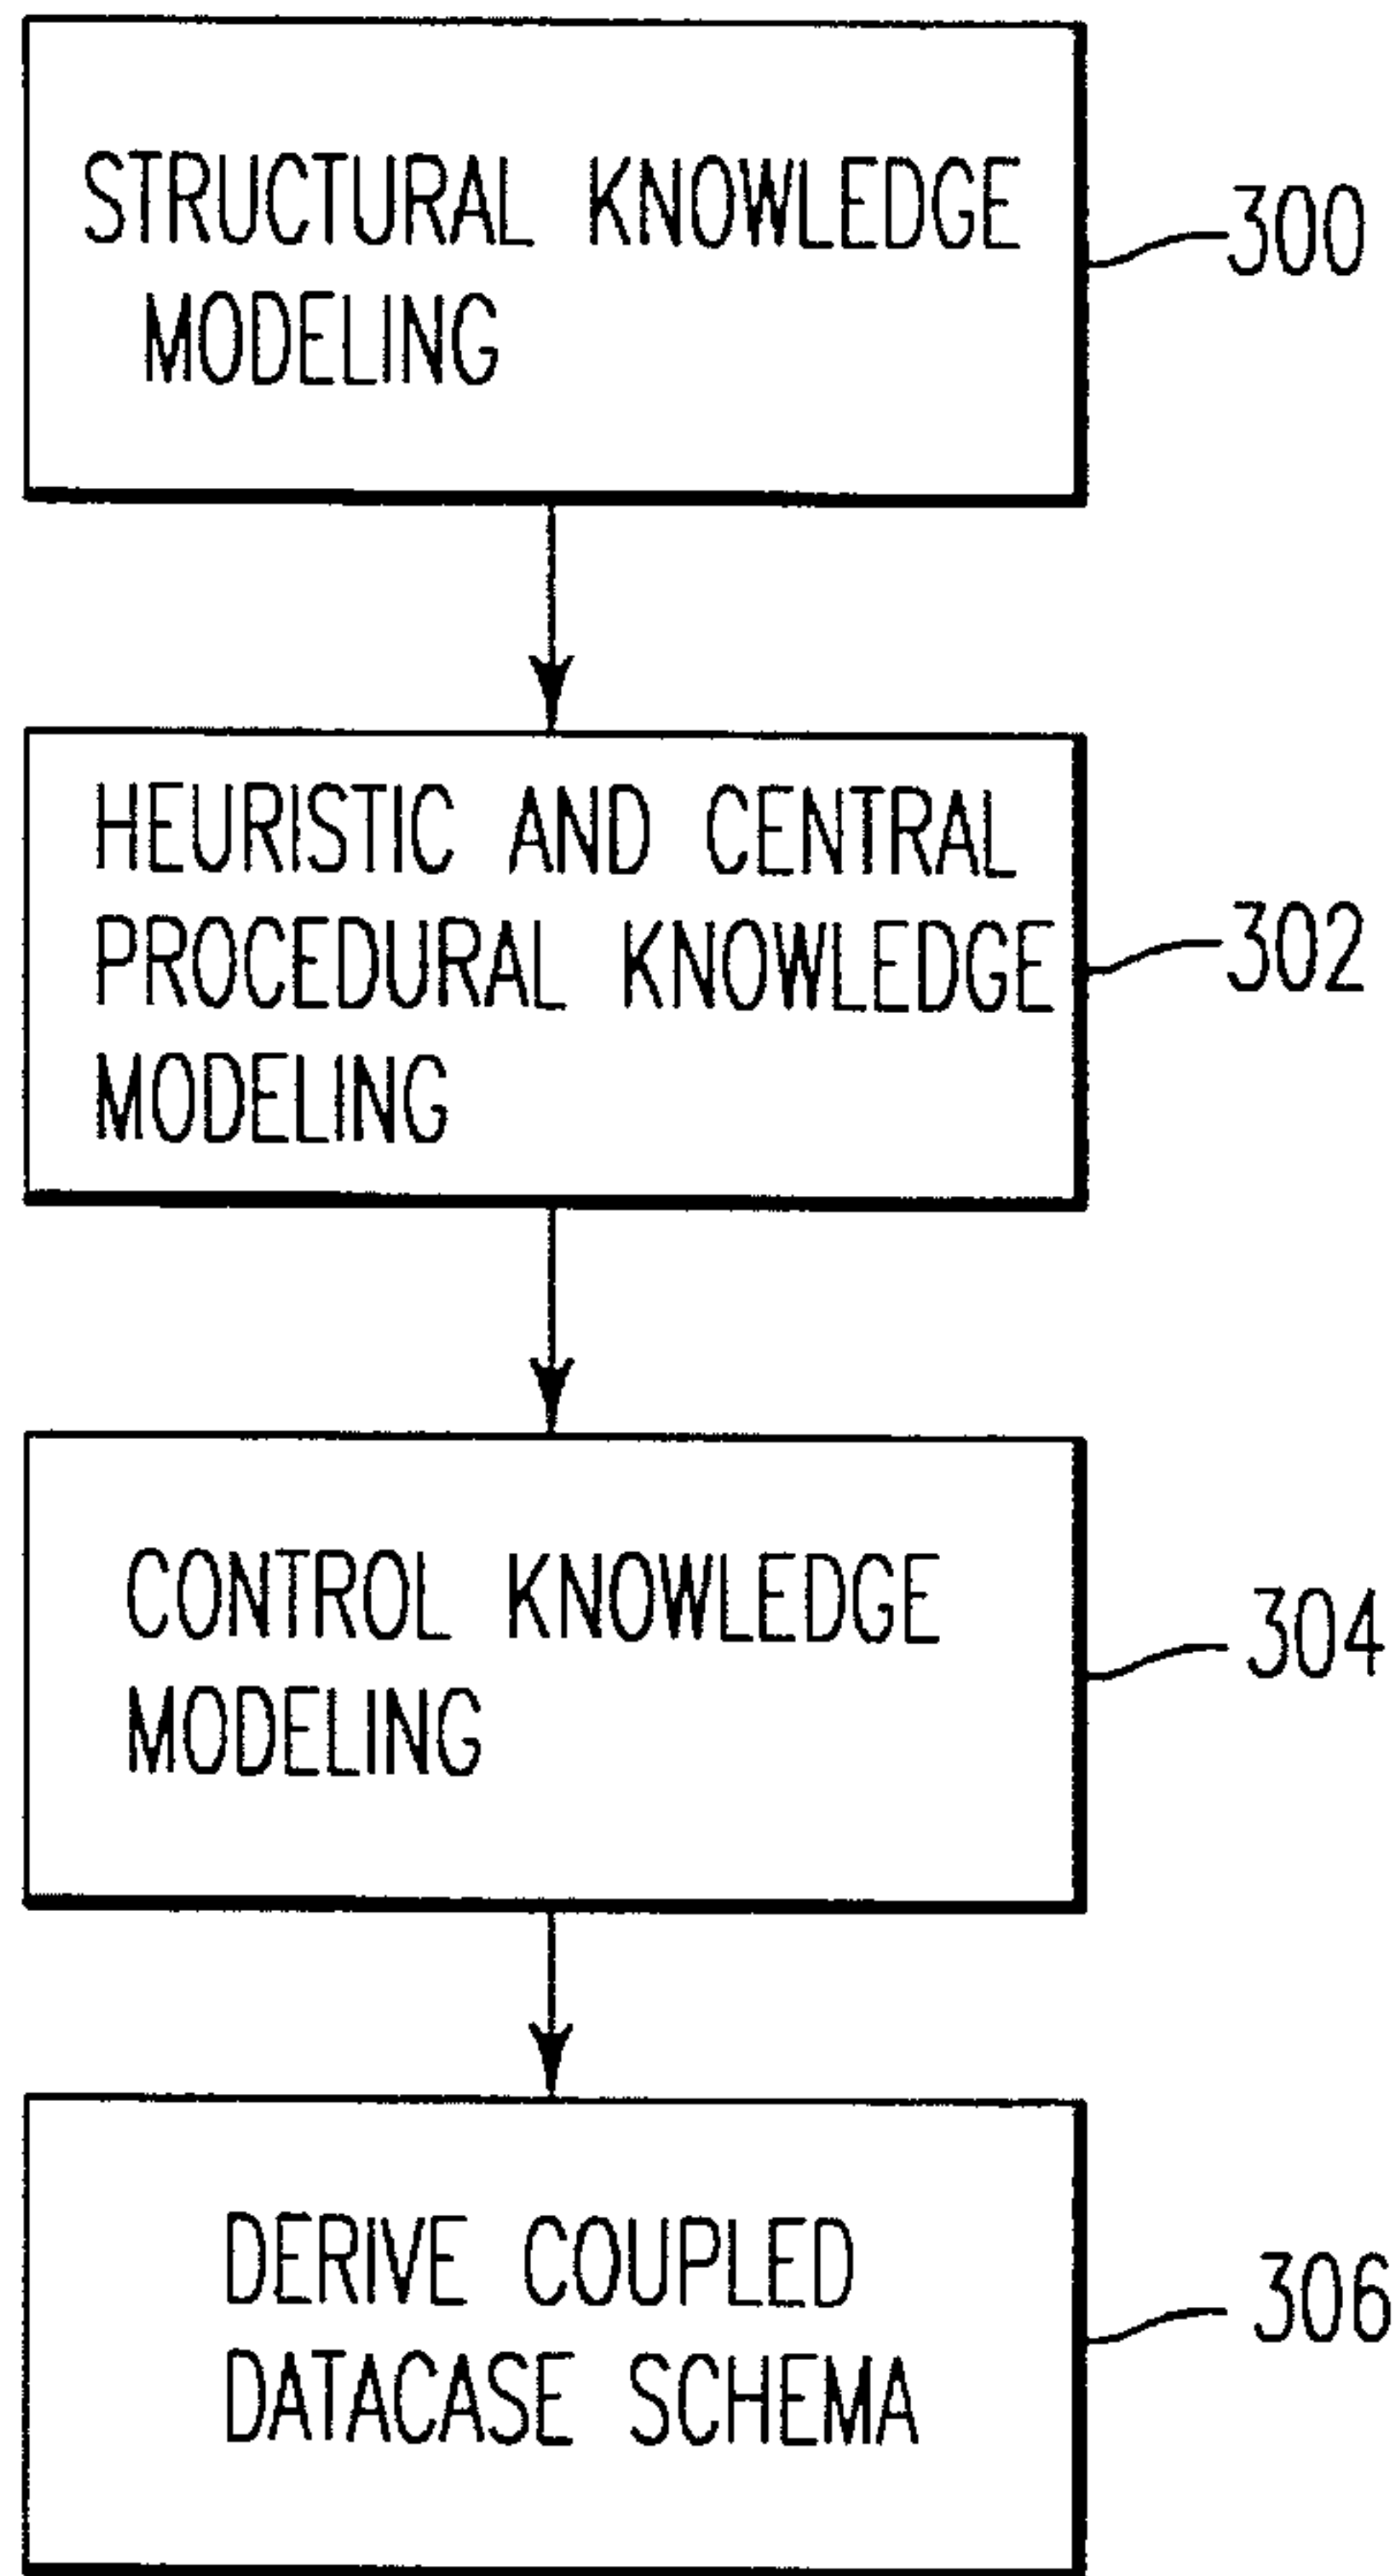 STRUCTURAL KNOWLEDGE
MODELING
300
HEURISTIC AND CENTRAL
PROCEDURAL KNOWLEDGE
MODELING
302
CONTROL KNOWLEDGE
MODELING
304
DERIVE COUPLED
DATACASE SCHEMA
306